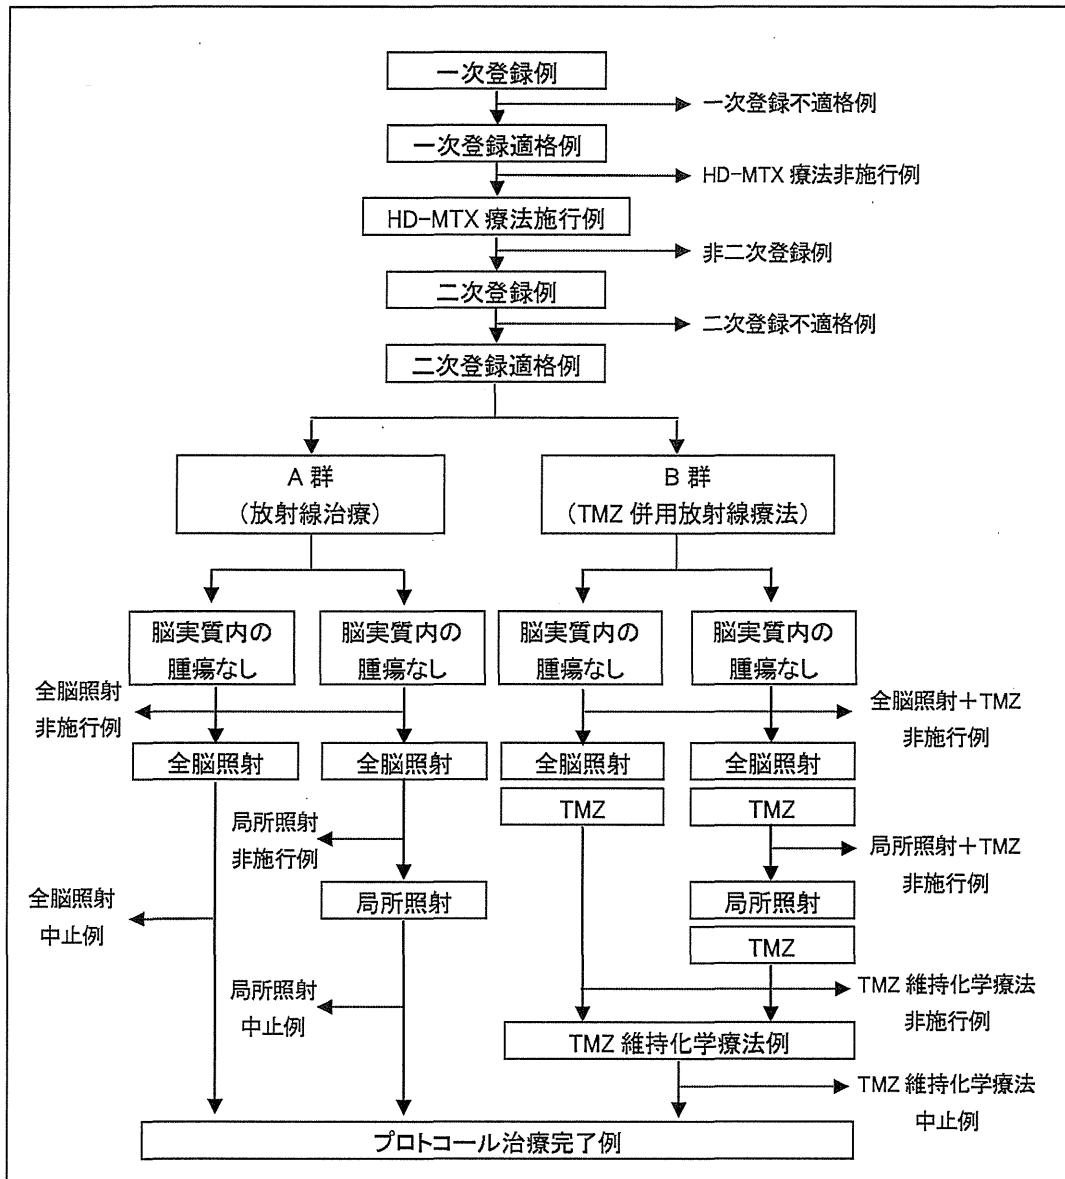 一次登録例
一次登録不適格例
一次登録適格例
HD-MTX 療法非施行例
HD-MTX 療法施行例
非二次登録例
二次登録例
二次登録不適格例
二次登録適格例
A 群
（放射線治療）
B 群
（TMZ 併用放射線療法）
脳実質内の
腫瘍なし
脳実質内の
腫瘍なし
脳実質内の
腫瘍なし
脳実質内の
腫瘍なし
全脳照射
非施行例
全脳照射＋TMZ
非施行例
全脳照射
全脳照射
全脳照射
全脳照射
TMZ
TMZ
局所照射
非施行例
局所照射＋TMZ
非施行例
全脳照射
中止例
局所照射
局所照射
TMZ
局所照射
中止例
TMZ 維持化学療法
非施行例
TMZ 維持化学療法例
TMZ 維持化学療法
中止例
プロトコール治療完了例